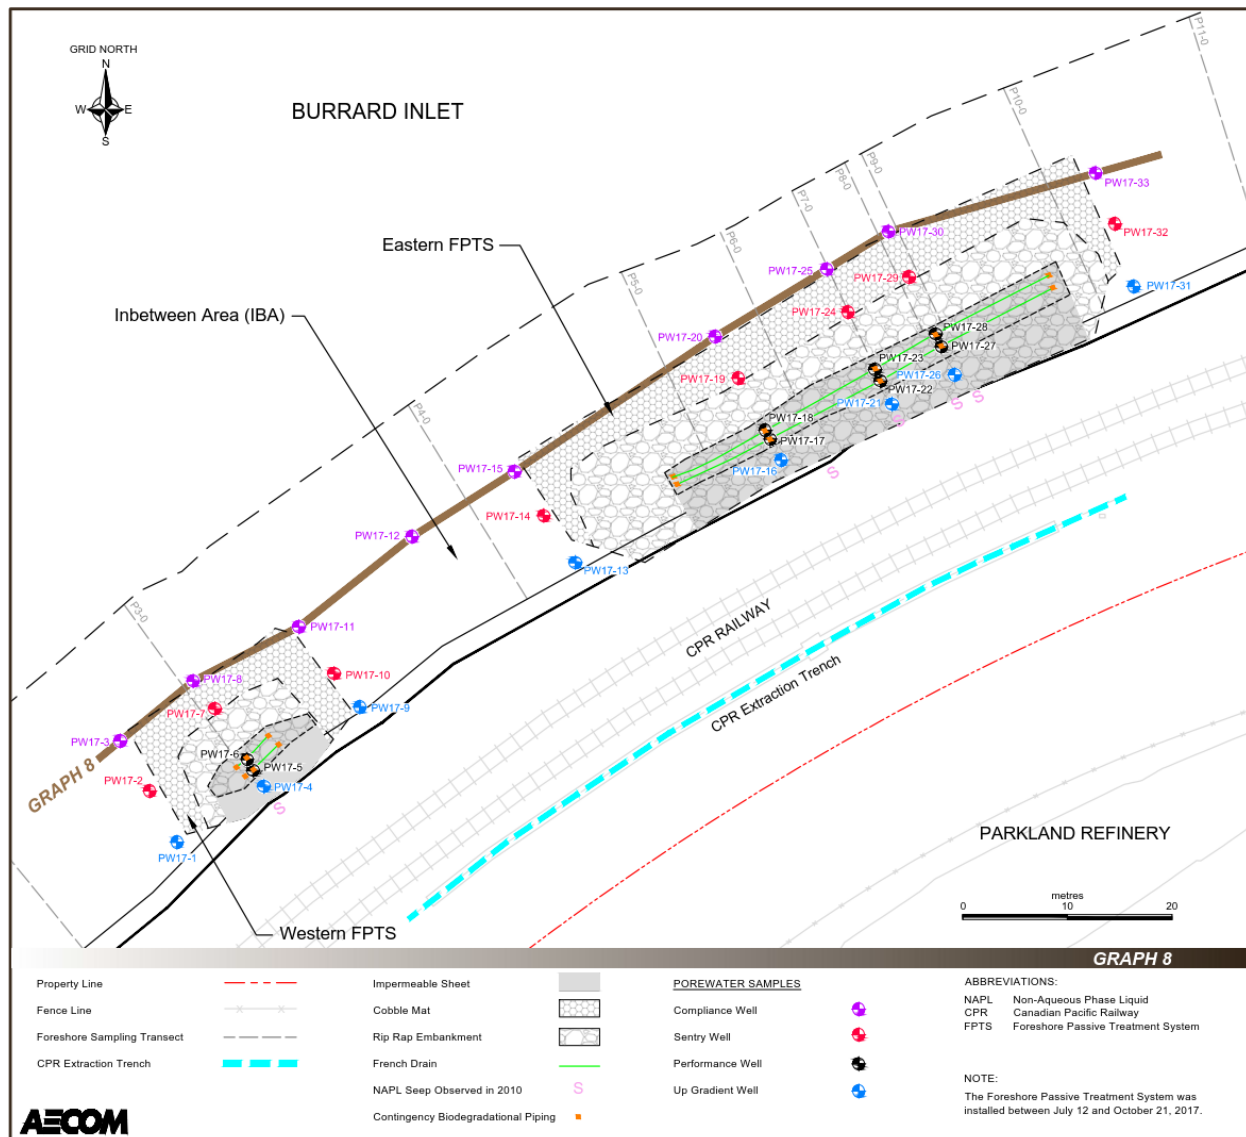 GRID NORTH
N
W
E
S
BURRARD INLET
P11-0
P10-0
P9-0
P8-0
P7-0
P6-0
P5-0
P4-0
P3-0
PW17-33
PW17-32
PW17-31
PW17-30
PW17-29
PW17-28
PW17-27
PW17-26
PW17-25
PW17-24
PW17-23
PW17-22
PW17-21
PW17-20
PW17-19
PW17-18
PW17-17
PW17-16
PW17-15
PW17-14
PW17-13
PW17-12
PW17-11
PW17-10
PW17-9
PW17-8
PW17-7
PW17-6
PW17-5
PW17-4
PW17-3
PW17-2
PW17-1
S
S
S
S
S
Eastern FPTS
Inbetween Area (IBA)
Western FPTS
GRAPH 8
CPR RAILWAY
CPR Extraction Trench
PARKLAND REFINERY
metres
0
10
20
GRAPH 8
Property Line
Fence Line
Foreshore Sampling Transect
CPR Extraction Trench
Impermeable Sheet
Cobble Mat
Rip Rap Embankment
French Drain
NAPL Seep Observed in 2010 S
Contingency Biodegradational Piping
POREWATER SAMPLES
Compliance Well
Sentry Well
Performance Well
Up Gradient Well
ABBREVIATIONS:
NAPL Non-Aqueous Phase Liquid
CPR Canadian Pacific Railway
FPTS Foreshore Passive Treatment System
NOTE:
The Foreshore Passive Treatment System was
installed between July 12 and October 21, 2017.
AECOM